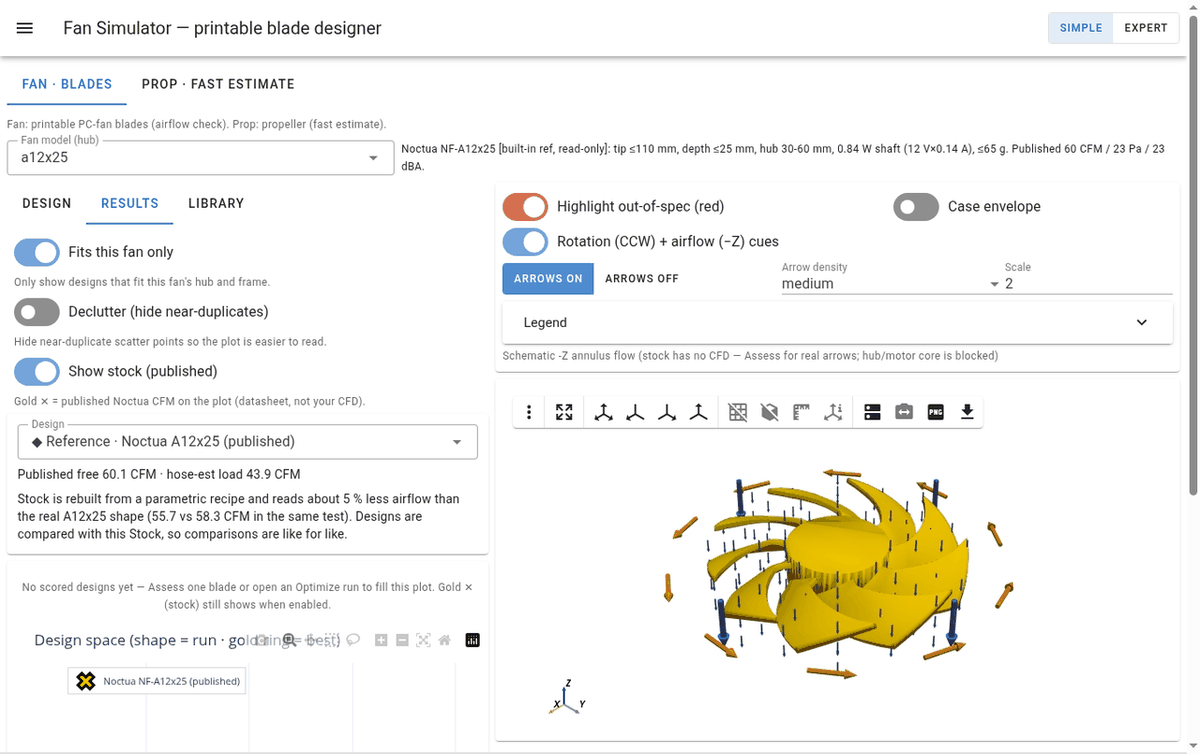 Fan Simulator — printable blade designer
SIMPLE
EXPERT
FAN · BLADES
PROP · FAST ESTIMATE
Fan: printable PC-fan blades (airflow check). Prop: propeller (fast estimate).
Fan model (hub)
a12x25
Noctua NF-A12x25 [built-in ref, read-only]: tip ≤110 mm, depth ≤25 mm, hub 30-60 mm, 0.84 W shaft (12 V×0.14 A), ≤65 g. Published 60 CFM / 23 Pa / 23
dBA.
DESIGN
RESULTS
LIBRARY
Fits this fan only
Only show designs that fit this fan's hub and frame.
Declutter (hide near-duplicates)
Hide near-duplicate scatter points so the plot is easier to read.
Show stock (published)
Gold × = published Noctua CFM on the plot (datasheet, not your CFD).
Design
◆ Reference · Noctua A12x25 (published)
Published free 60.1 CFM · hose-est load 43.9 CFM
Stock is rebuilt from a parametric recipe and reads about 5 % less airflow than
the real A12x25 shape (55.7 vs 58.3 CFM in the same test). Designs are
compared with this Stock, so comparisons are like for like.
No scored designs yet — Assess one blade or open an Optimize run to fill this plot. Gold ×
(stock) still shows when enabled.
Design space (shape = run · gold ring = best)
Noctua NF-A12x25 (published)
Highlight out-of-spec (red)
Case envelope
Rotation (CCW) + airflow (−Z) cues
ARROWS ON
ARROWS OFF
Arrow density
medium
Scale
2
Legend
Schematic -Z annulus flow (stock has no CFD — Assess for real arrows; hub/motor core is blocked)
PNG
Z
X
Y